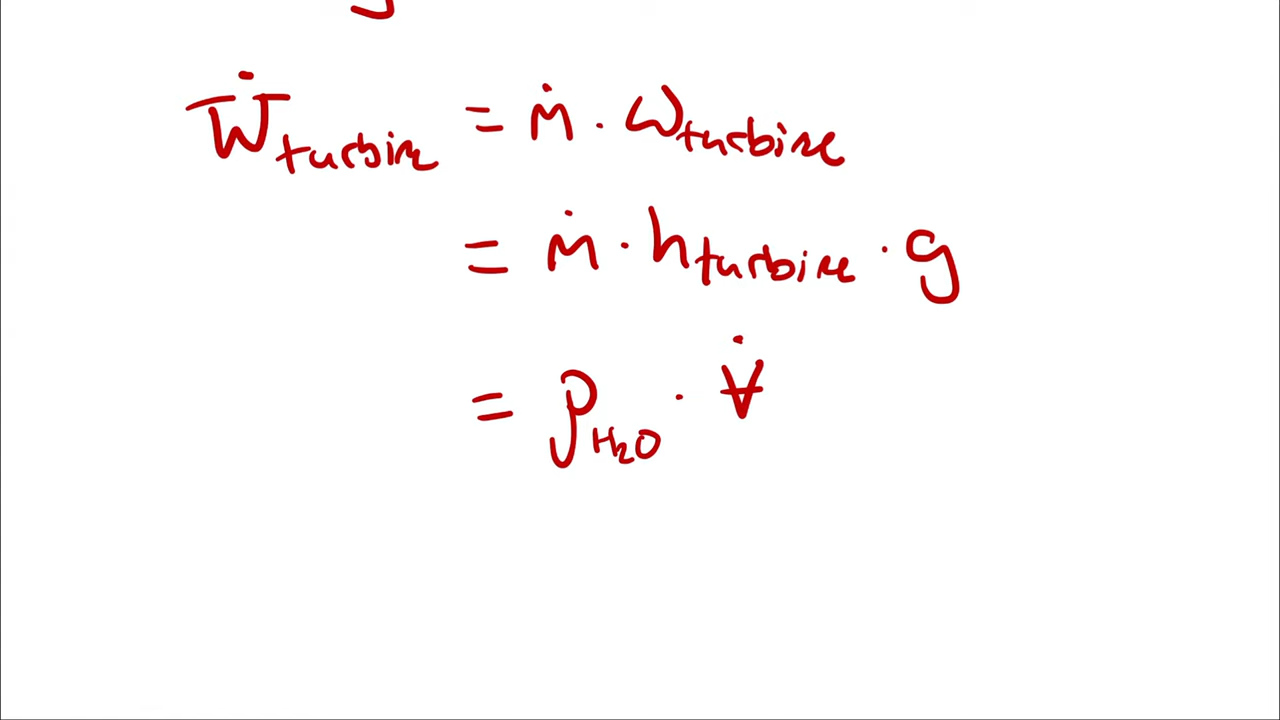 Ẇturbine = ṁ · wturbine
= ṁ · hturbine · g
= ρH₂O · V̶̇